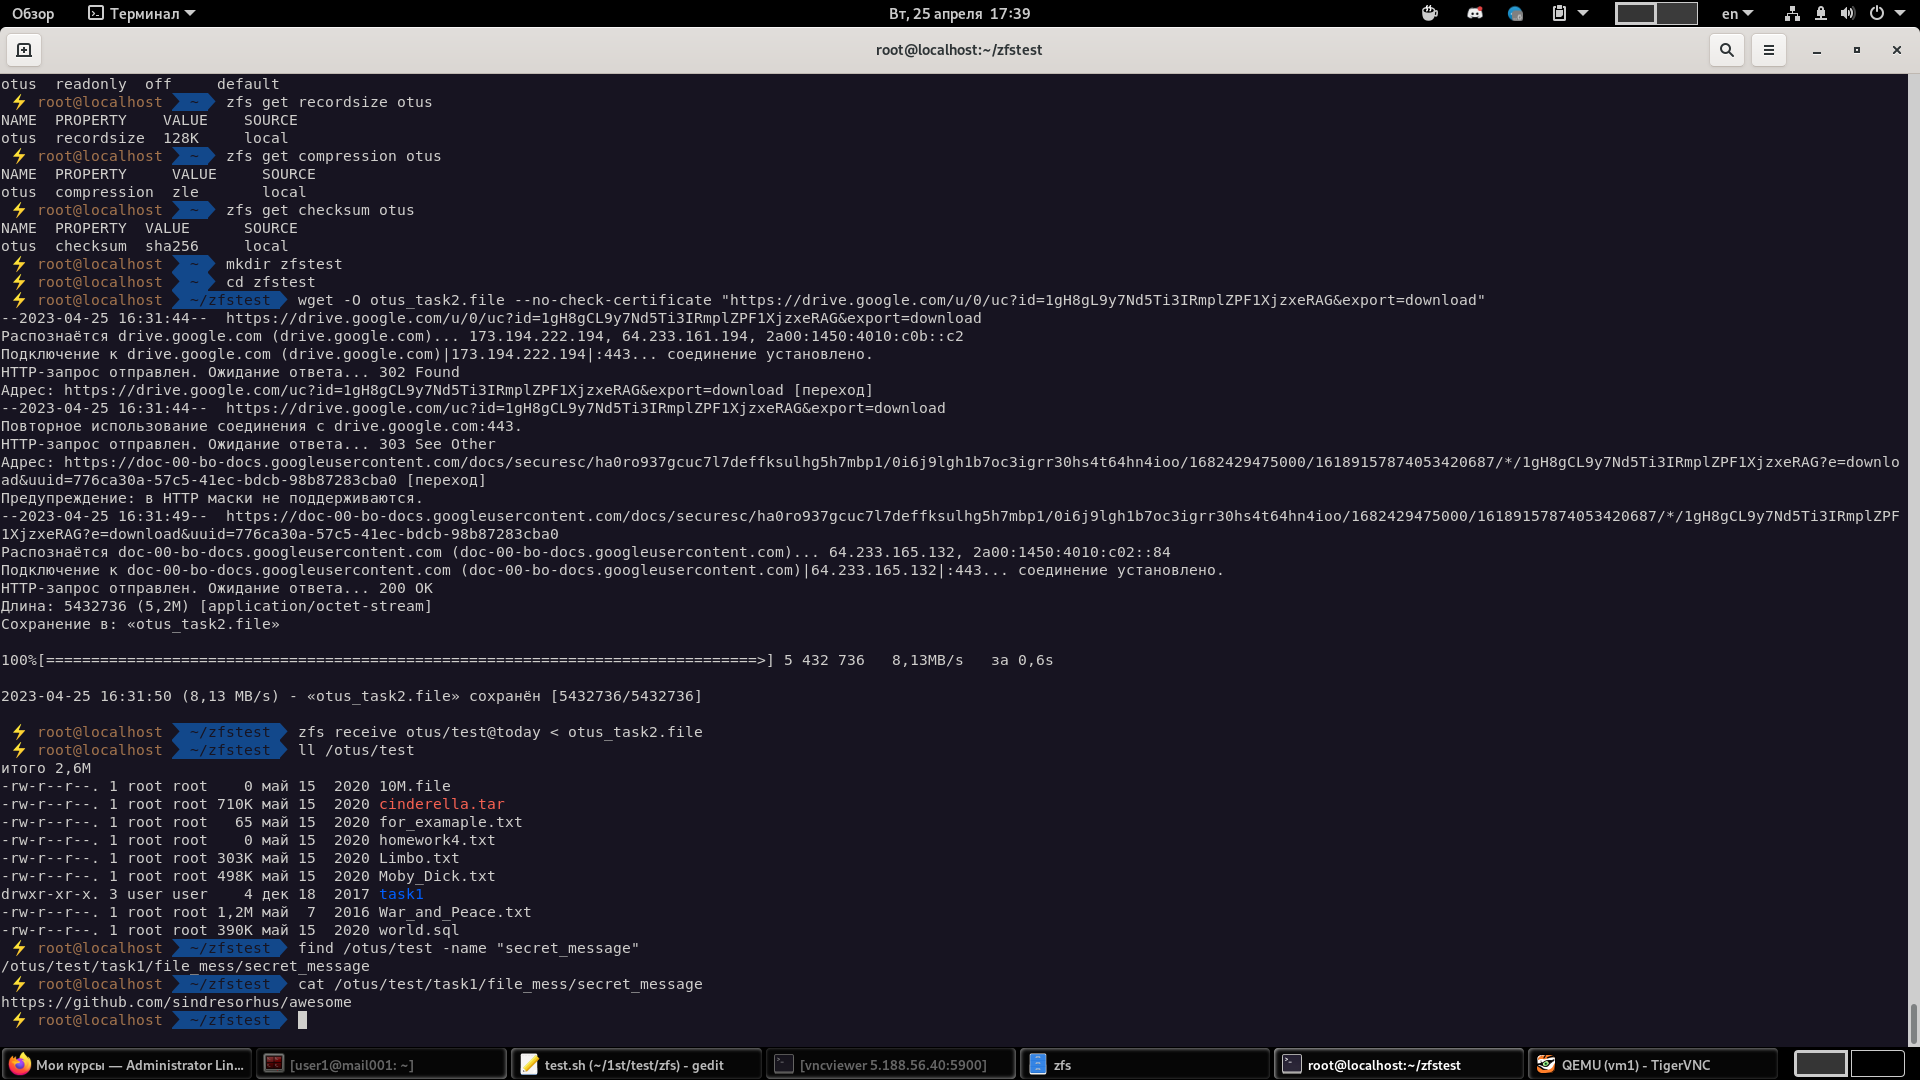 Обзор Терминал Вт, 25 апреля 17:39 en
root@localhost:~/zfstest
otus  readonly  off     default
root@localhost ~ zfs get recordsize otus
NAME  PROPERTY    VALUE    SOURCE
otus  recordsize  128K     local
root@localhost ~ zfs get compression otus
NAME  PROPERTY     VALUE     SOURCE
otus  compression  zle       local
root@localhost ~ zfs get checksum otus
NAME  PROPERTY  VALUE      SOURCE
otus  checksum  sha256     local
root@localhost ~ mkdir zfstest
root@localhost ~ cd zfstest
root@localhost ~/zfstest wget -O otus_task2.file --no-check-certificate "https://drive.google.com/u/0/uc?id=1gH8gCL9y7Nd5Ti3IRmplZPF1XjzxeRAG&export=download"
--2023-04-25 16:31:44--  https://drive.google.com/u/0/uc?id=1gH8gCL9y7Nd5Ti3IRmplZPF1XjzxeRAG&export=download
Распознаётся drive.google.com (drive.google.com)... 173.194.222.194, 64.233.161.194, 2a00:1450:4010:c0b::c2
Подключение к drive.google.com (drive.google.com)|173.194.222.194|:443... соединение установлено.
HTTP-запрос отправлен. Ожидание ответа... 302 Found
Адрес: https://drive.google.com/uc?id=1gH8gCL9y7Nd5Ti3IRmplZPF1XjzxeRAG&export=download [переход]
--2023-04-25 16:31:44--  https://drive.google.com/uc?id=1gH8gCL9y7Nd5Ti3IRmplZPF1XjzxeRAG&export=download
Повторное использование соединения с drive.google.com:443.
HTTP-запрос отправлен. Ожидание ответа... 303 See Other
Адрес: https://doc-00-bo-docs.googleusercontent.com/docs/securesc/ha0ro937gcuc7l7deffksulhg5h7mbp1/0i6j9lgh1b7oc3igrr30hs4t64hn4ioo/1682429475000/16189157874053420687/*/1gH8gCL9y7Nd5Ti3IRmplZPF1XjzxeRAG?e=downlo
ad&uuid=776ca30a-57c5-41ec-bdcb-98b87283cba0 [переход]
Предупреждение: в HTTP маски не поддерживаются.
--2023-04-25 16:31:49--  https://doc-00-bo-docs.googleusercontent.com/docs/securesc/ha0ro937gcuc7l7deffksulhg5h7mbp1/0i6j9lgh1b7oc3igrr30hs4t64hn4ioo/1682429475000/16189157874053420687/*/1gH8gCL9y7Nd5Ti3IRmplZPF
1XjzxeRAG?e=download&uuid=776ca30a-57c5-41ec-bdcb-98b87283cba0
Распознаётся doc-00-bo-docs.googleusercontent.com (doc-00-bo-docs.googleusercontent.com)... 64.233.165.132, 2a00:1450:4010:c02::84
Подключение к doc-00-bo-docs.googleusercontent.com (doc-00-bo-docs.googleusercontent.com)|64.233.165.132|:443... соединение установлено.
HTTP-запрос отправлен. Ожидание ответа... 200 OK
Длина: 5432736 (5,2M) [application/octet-stream]
Сохранение в: «otus_task2.file»
100%[===============================================================================>] 5 432 736   8,13MB/s   за 0,6s
2023-04-25 16:31:50 (8,13 MB/s) - «otus_task2.file» сохранён [5432736/5432736]
root@localhost ~/zfstest zfs receive otus/test@today < otus_task2.file
root@localhost ~/zfstest ll /otus/test
итого 2,6M
-rw-r--r--. 1 root root    0 май 15  2020 10M.file
-rw-r--r--. 1 root root 710K май 15  2020 cinderella.tar
-rw-r--r--. 1 root root   65 май 15  2020 for_examaple.txt
-rw-r--r--. 1 root root    0 май 15  2020 homework4.txt
-rw-r--r--. 1 root root 303K май 15  2020 Limbo.txt
-rw-r--r--. 1 root root 498K май 15  2020 Moby_Dick.txt
drwxr-xr-x. 3 user user    4 дек 18  2017 task1
-rw-r--r--. 1 root root 1,2M май  7  2016 War_and_Peace.txt
-rw-r--r--. 1 root root 390K май 15  2020 world.sql
root@localhost ~/zfstest find /otus/test -name "secret_message"
/otus/test/task1/file_mess/secret_message
root@localhost ~/zfstest cat /otus/test/task1/file_mess/secret_message
https://github.com/sindresorhus/awesome
root@localhost ~/zfstest
Мои курсы — Administrator Lin... [user1@mail001: ~] test.sh (~/1st/test/zfs) - gedit [vncviewer 5.188.56.40:5900] zfs root@localhost:~/zfstest QEMU (vm1) - TigerVNC